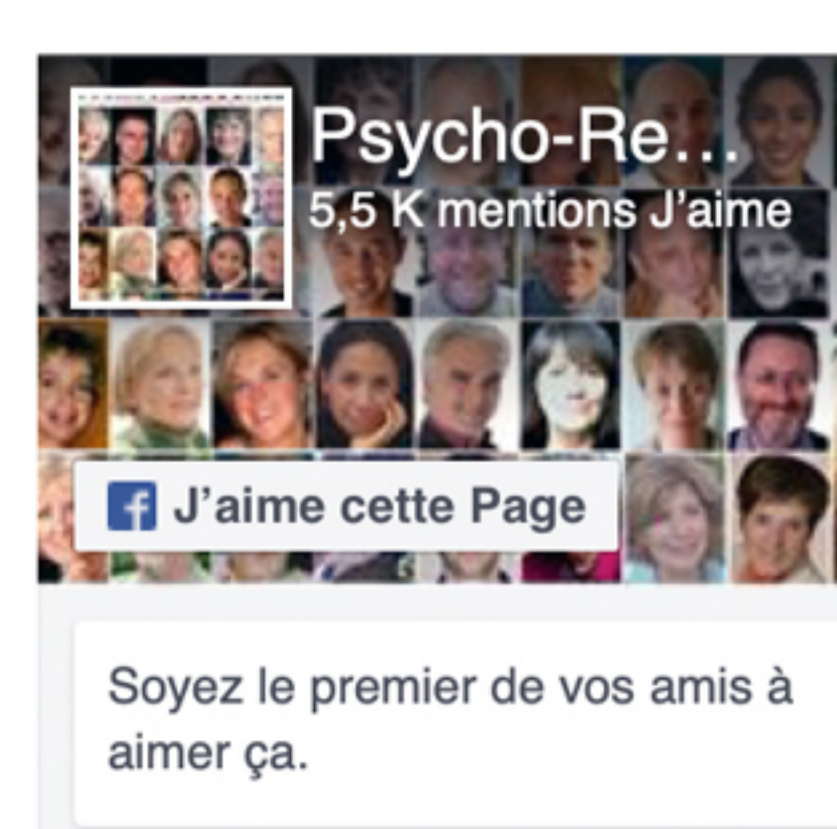 Psycho-Re...
5,5 K mentions J’aime
J’aime cette Page
Soyez le premier de vos amis à
aimer ça.